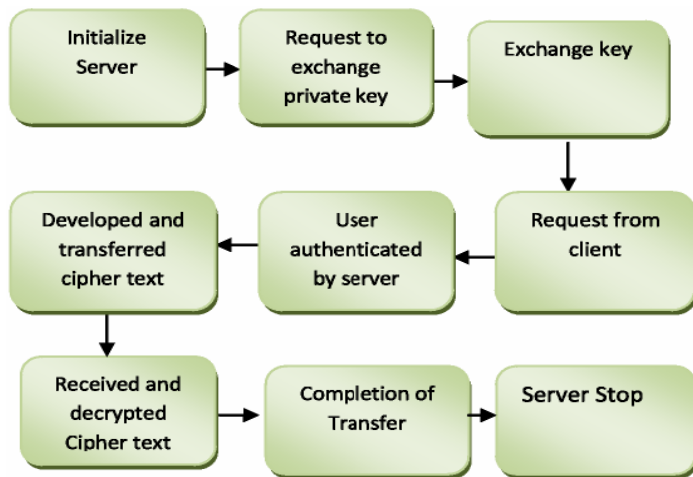 Initialize
Server
Request to
exchange
private key
Exchange key
Request from
client
User
authenticated
by server
Developed and
transferred
cipher text
Received and
decrypted
Cipher text
Completion of
Transfer
Server Stop